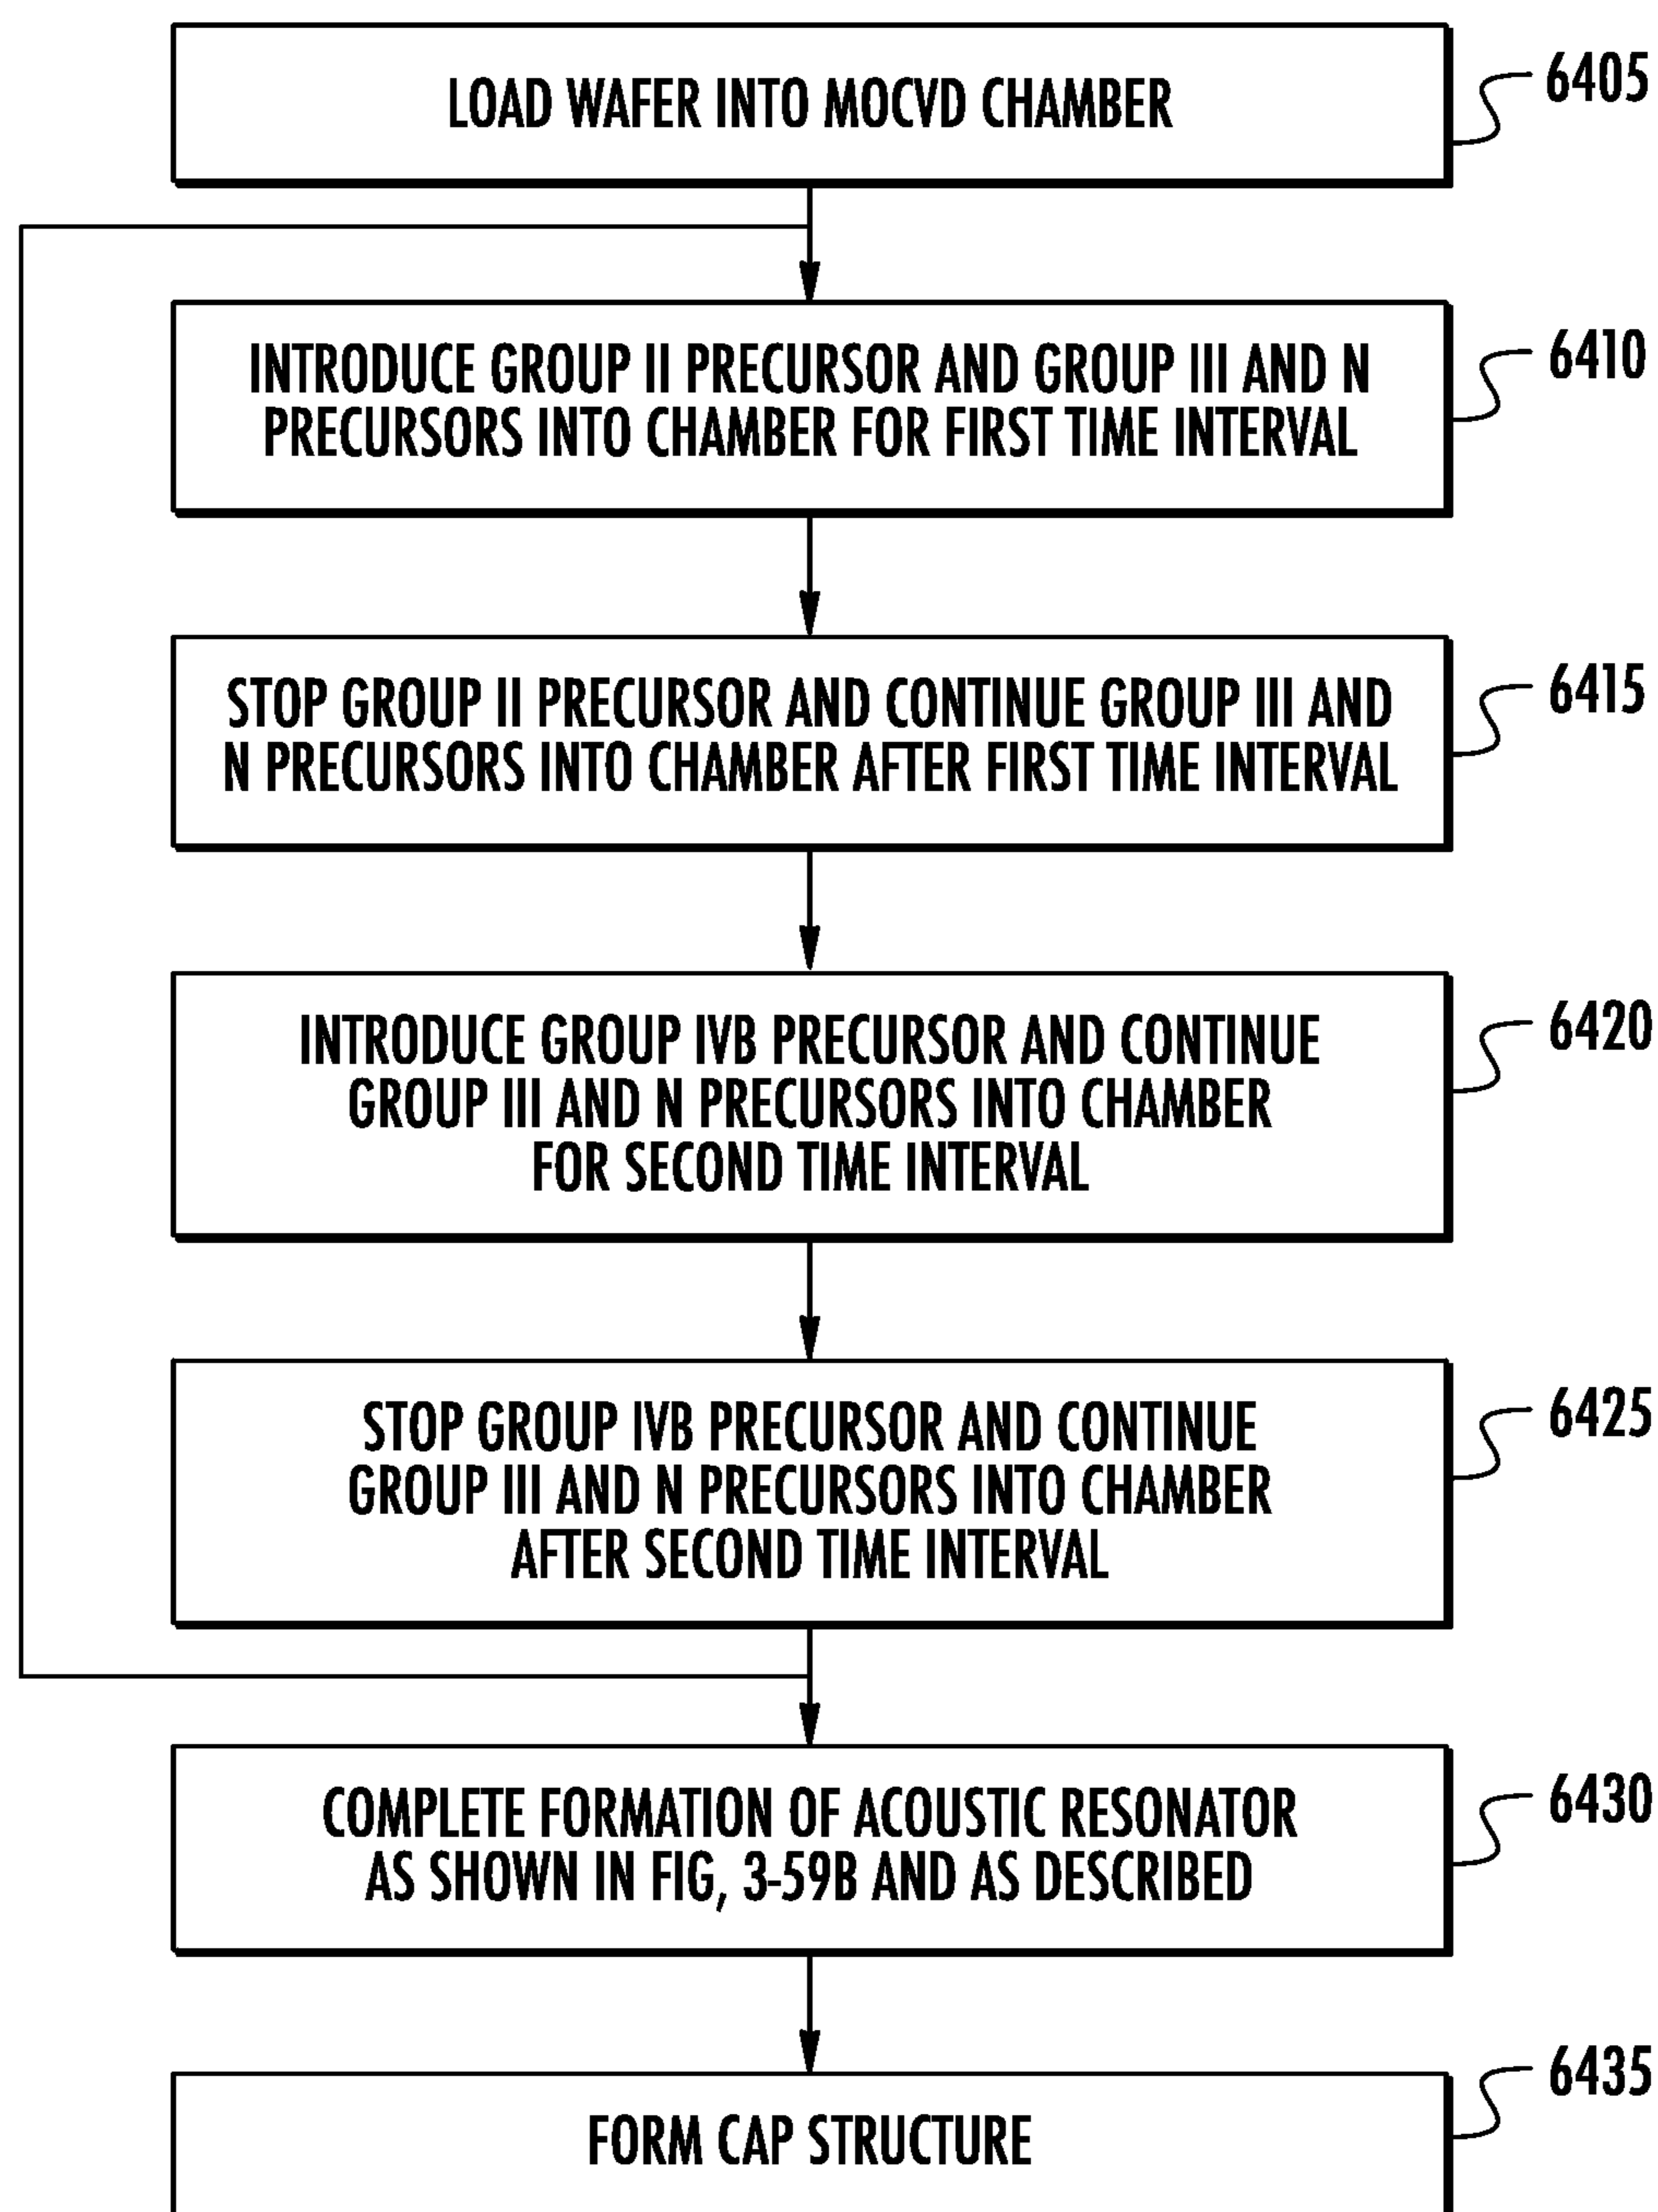 LOAD WAFER INTO MOCVD CHAMBER
6405
INTRODUCE GROUP II PRECURSOR AND GROUP III AND N
PRECURSORS INTO CHAMBER FOR FIRST TIME INTERVAL
6410
STOP GROUP II PRECURSOR AND CONTINUE GROUP III AND
N PRECURSORS INTO CHAMBER AFTER FIRST TIME INTERVAL
6415
INTRODUCE GROUP IVB PRECURSOR AND CONTINUE
GROUP III AND N PRECURSORS INTO CHAMBER
FOR SECOND TIME INTERVAL
6420
STOP GROUP IVB PRECURSOR AND CONTINUE
GROUP III AND N PRECURSORS INTO CHAMBER
AFTER SECOND TIME INTERVAL
6425
COMPLETE FORMATION OF ACOUSTIC RESONATOR
AS SHOWN IN FIG, 3-59B AND AS DESCRIBED
6430
FORM CAP STRUCTURE
6435